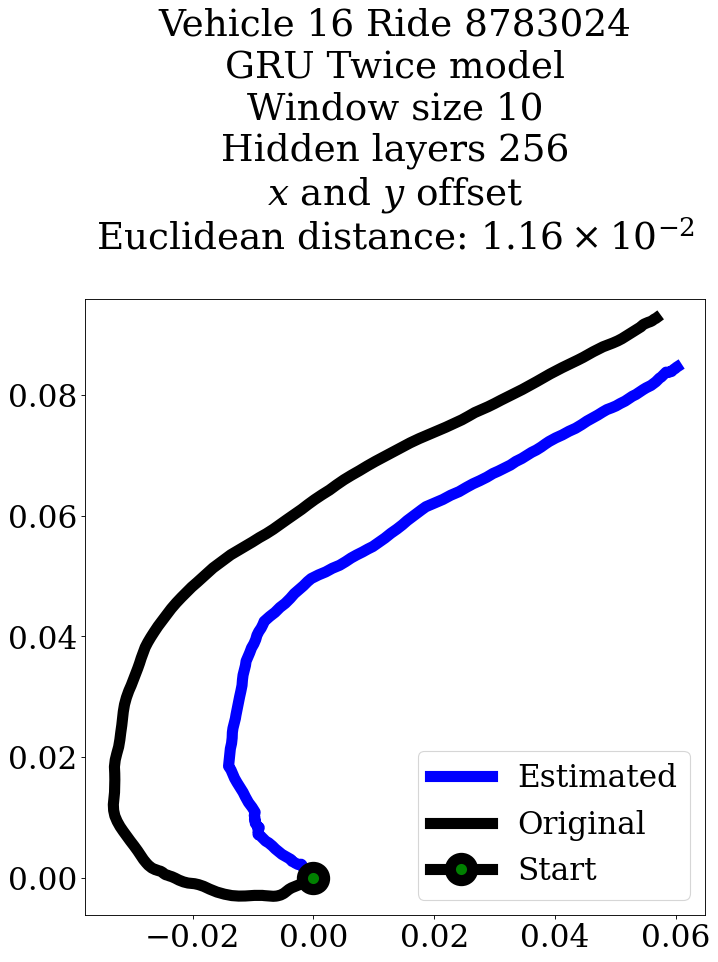 Vehicle 16 Ride 8783024
GRU Twice model
Window size 10
Hidden layers 256
x and y offset
Euclidean distance: 1.16 × 10⁻²
0.08
0.06
0.04
0.02
0.00
Estimated
Original
Start
−0.02 0.00 0.02 0.04 0.06